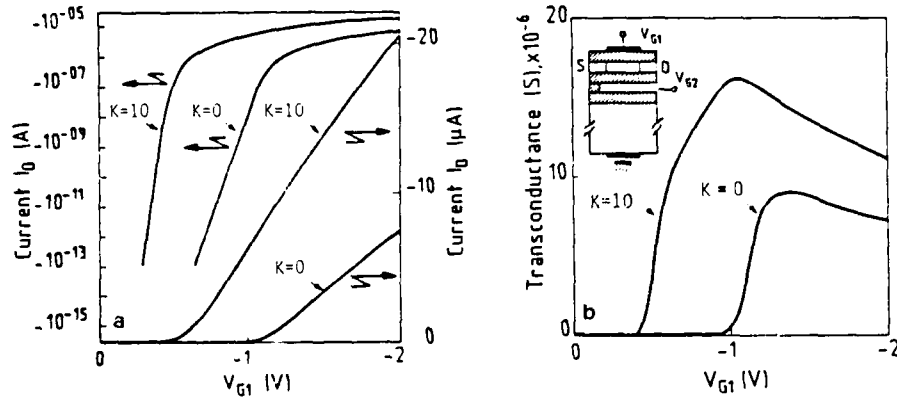 -10⁻⁰⁵
-10⁻⁰⁷
-10⁻⁰⁹
-10⁻¹¹
-10⁻¹³
-10⁻¹⁵
Current I_D (A)
K=10
K=0
K=10
K=0
a
0
-1
-2
V_G1 (V)
-20
-10
0
Current I_D (μA)
20
10
0
Transconductance (S),x10⁻⁶
V_G1
S
D
V_G2
K=10
K=0
b
0
-1
-2
V_G1 (V)